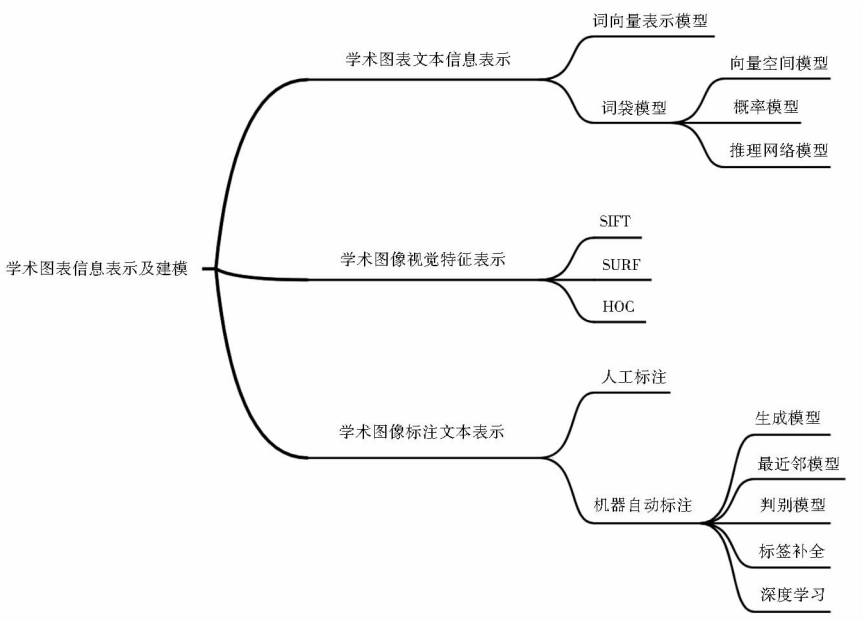 学术图表信息表示及建模
学术图表文本信息表示
词向量表示模型
词袋模型
向量空间模型
概率模型
推理网络模型
学术图像视觉特征表示
SIFT
SURF
HOC
学术图像标注文本表示
人工标注
机器自动标注
生成模型
最近邻模型
判别模型
标签补全
深度学习